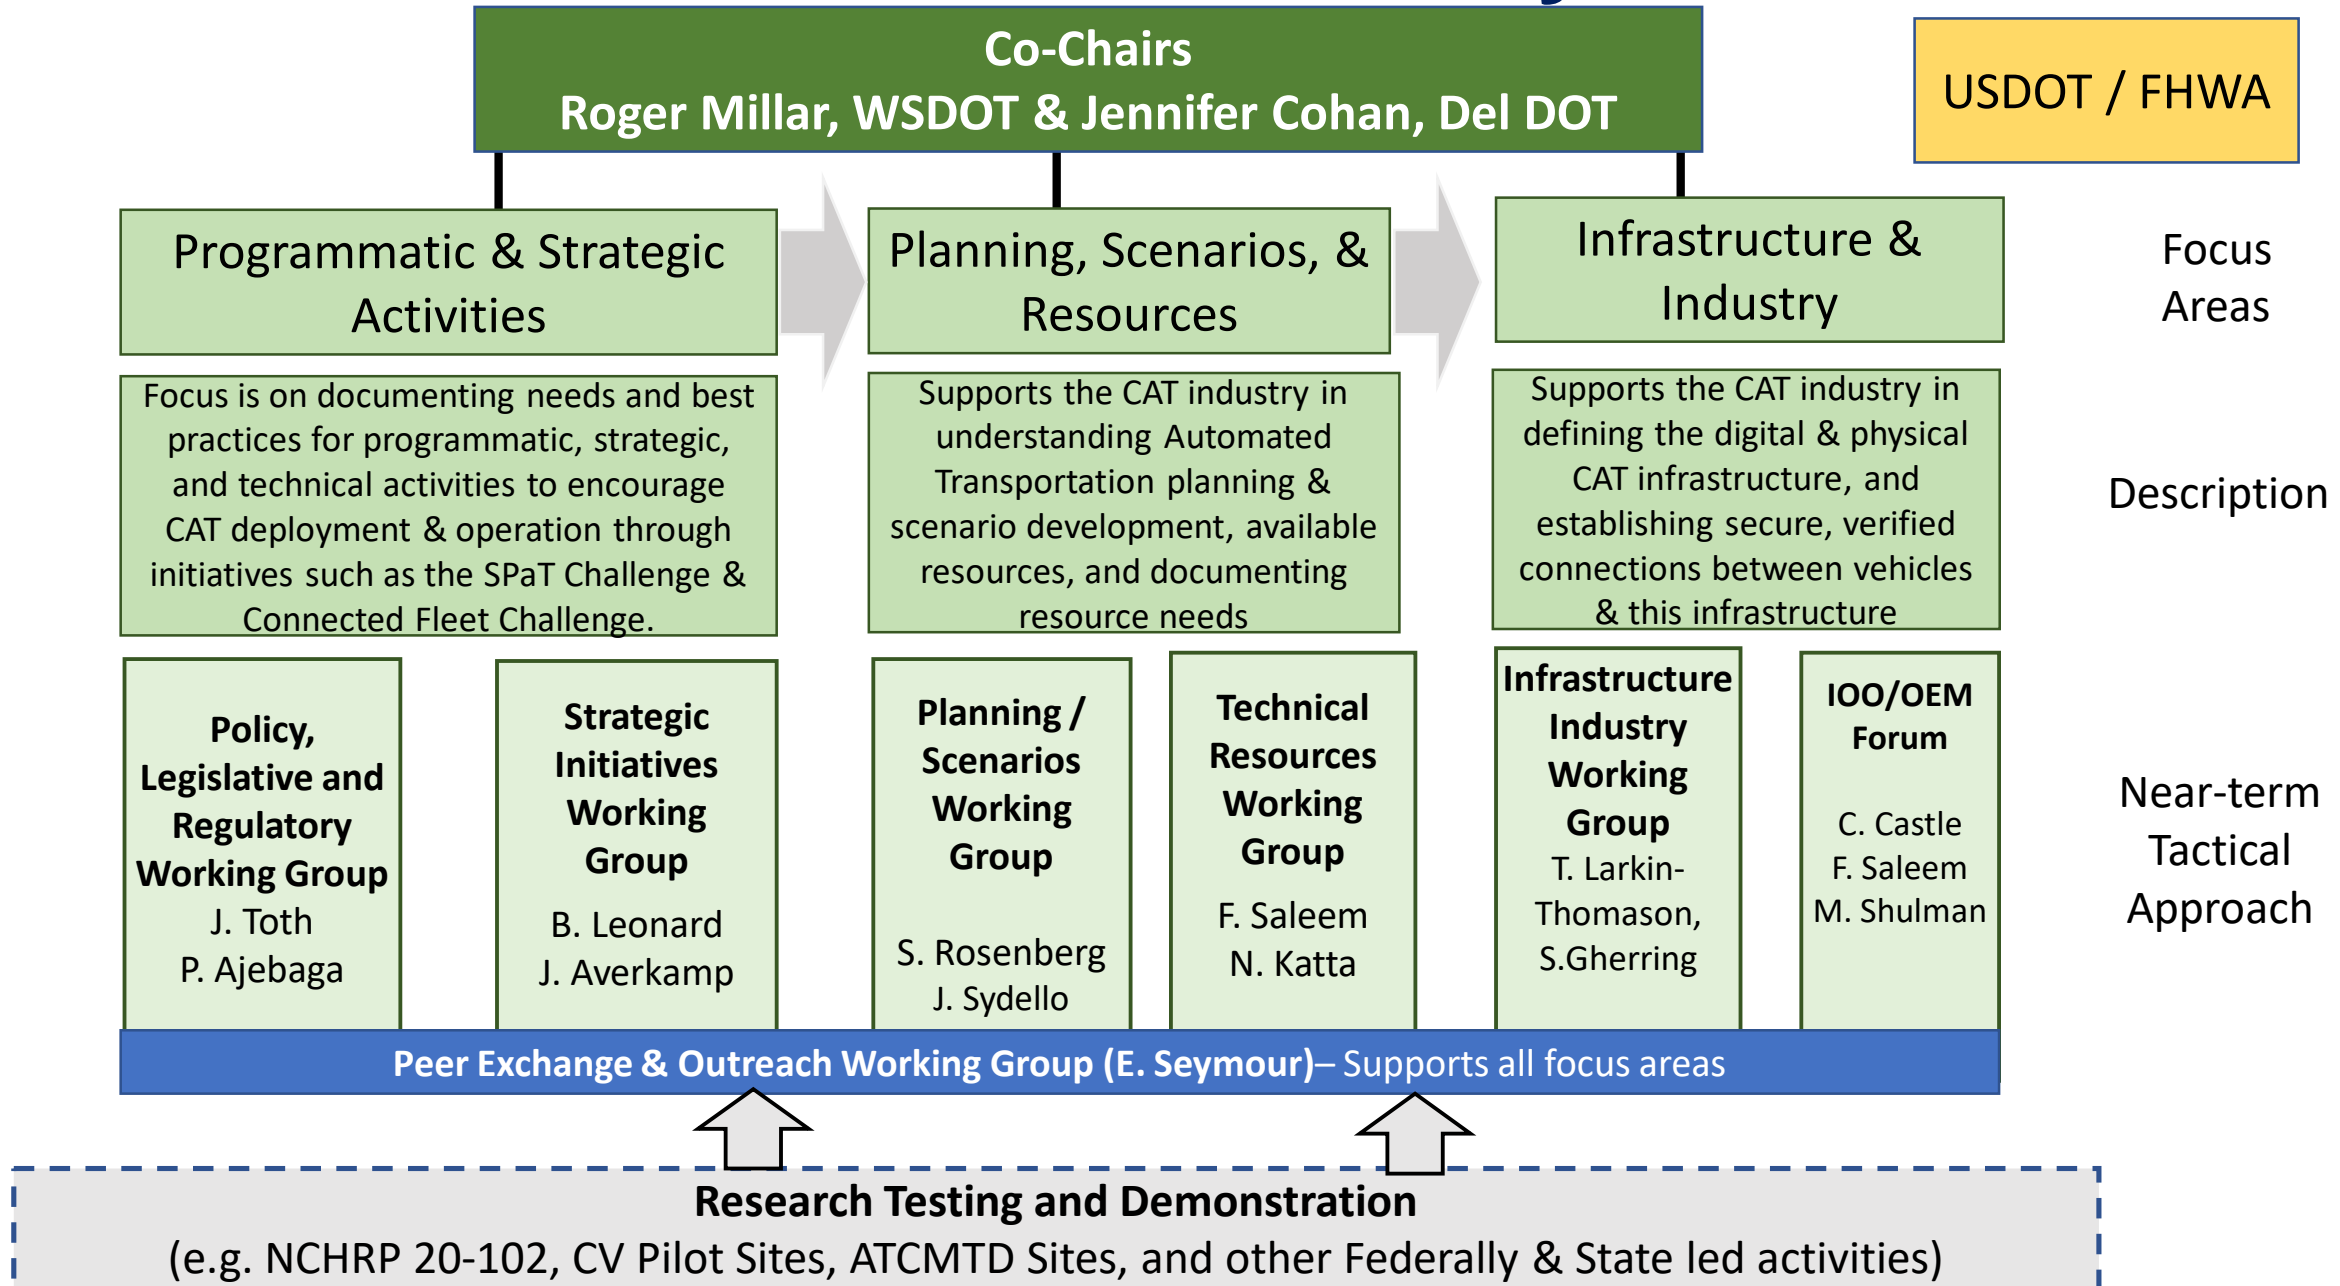 Co-Chairs
Roger Millar, WSDOT & Jennifer Cohan, Del DOT
USDOT / FHWA
Programmatic & Strategic
Activities
Planning, Scenarios, &
Resources
Infrastructure &
Industry
Focus
Areas
Focus is on documenting needs and best
practices for programmatic, strategic,
and technical activities to encourage
CAT deployment & operation through
initiatives such as the SPaT Challenge &
Connected Fleet Challenge.
Supports the CAT industry in
understanding Automated
Transportation planning &
scenario development, available
resources, and documenting
resource needs
Supports the CAT industry in
defining the digital & physical
CAT infrastructure, and
establishing secure, verified
connections between vehicles
& this infrastructure
Description
Policy,
Legislative and
Regulatory
Working Group
J. Toth
P. Ajebaga
Strategic
Initiatives
Working
Group
B. Leonard
J. Averkamp
Planning /
Scenarios
Working
Group
S. Rosenberg
J. Sydello
Technical
Resources
Working
Group
F. Saleem
N. Katta
Infrastructure
Industry
Working
Group
T. Larkin-
Thomason,
S.Gherring
IOO/OEM
Forum
C. Castle
F. Saleem
M. Shulman
Near-term
Tactical
Approach
Peer Exchange & Outreach Working Group (E. Seymour)– Supports all focus areas
Research Testing and Demonstration
(e.g. NCHRP 20-102, CV Pilot Sites, ATCMTD Sites, and other Federally & State led activities)